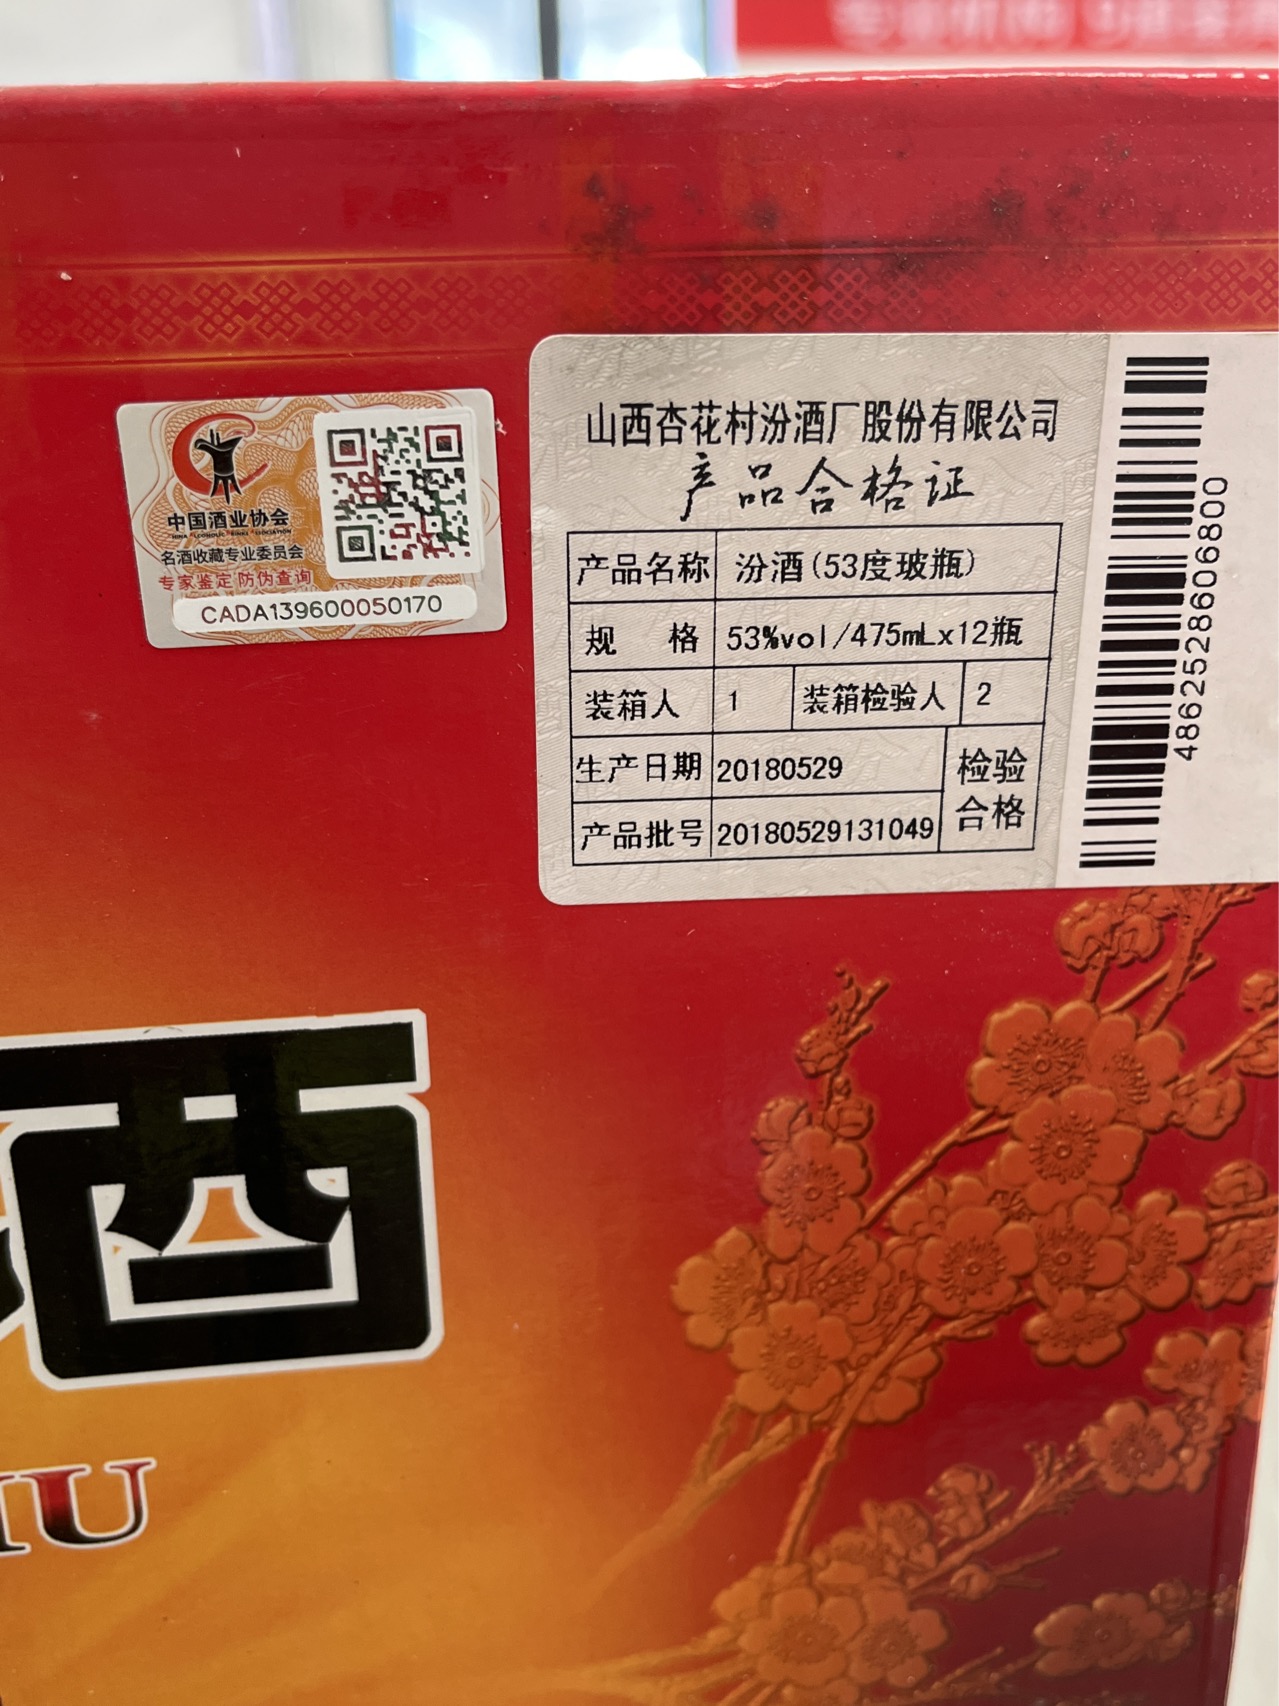 中国酒业协会
名酒收藏专业委员会
专家鉴定 防伪查询
CADA139600050170
山西杏花村汾酒厂股份有限公司
产品合格证
产品名称 汾酒(53度玻瓶)
规 格 53%vol/475mLx12瓶
装箱人 1 装箱检验人 2
生产日期 20180529 检验
产品批号 20180529131049 合格
4862528606800
酒
IU